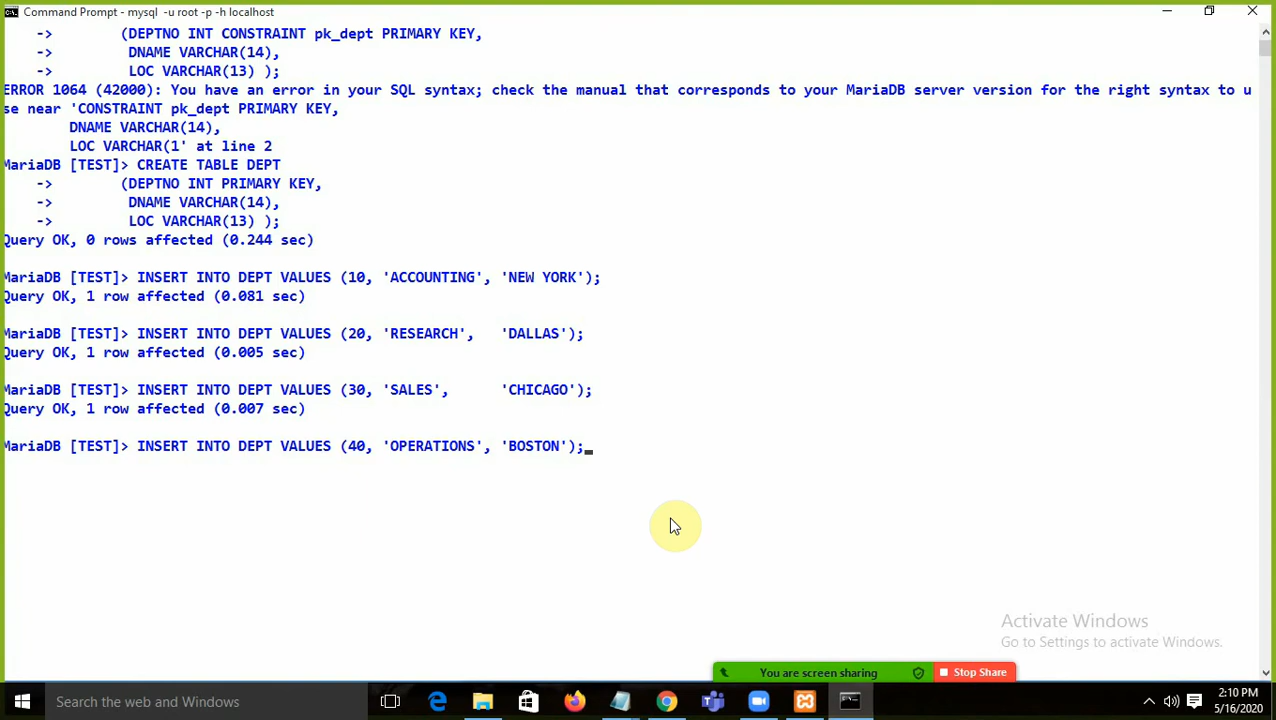 Command Prompt - mysql -u root -p -h localhost
-> (DEPTNO INT CONSTRAINT pk_dept PRIMARY KEY,
-> DNAME VARCHAR(14),
-> LOC VARCHAR(13) );
ERROR 1064 (42000): You have an error in your SQL syntax; check the manual that corresponds to your MariaDB server version for the right syntax to u
se near 'CONSTRAINT pk_dept PRIMARY KEY,
DNAME VARCHAR(14),
LOC VARCHAR(1' at line 2
MariaDB [TEST]> CREATE TABLE DEPT
-> (DEPTNO INT PRIMARY KEY,
-> DNAME VARCHAR(14),
-> LOC VARCHAR(13) );
Query OK, 0 rows affected (0.244 sec)
MariaDB [TEST]> INSERT INTO DEPT VALUES (10, 'ACCOUNTING', 'NEW YORK');
Query OK, 1 row affected (0.081 sec)
MariaDB [TEST]> INSERT INTO DEPT VALUES (20, 'RESEARCH', 'DALLAS');
Query OK, 1 row affected (0.005 sec)
MariaDB [TEST]> INSERT INTO DEPT VALUES (30, 'SALES', 'CHICAGO');
Query OK, 1 row affected (0.007 sec)
MariaDB [TEST]> INSERT INTO DEPT VALUES (40, 'OPERATIONS', 'BOSTON');
Activate Windows
Go to Settings to activate Windows.
You are screen sharing Stop Share
Search the web and Windows
2:10 PM
5/16/2020